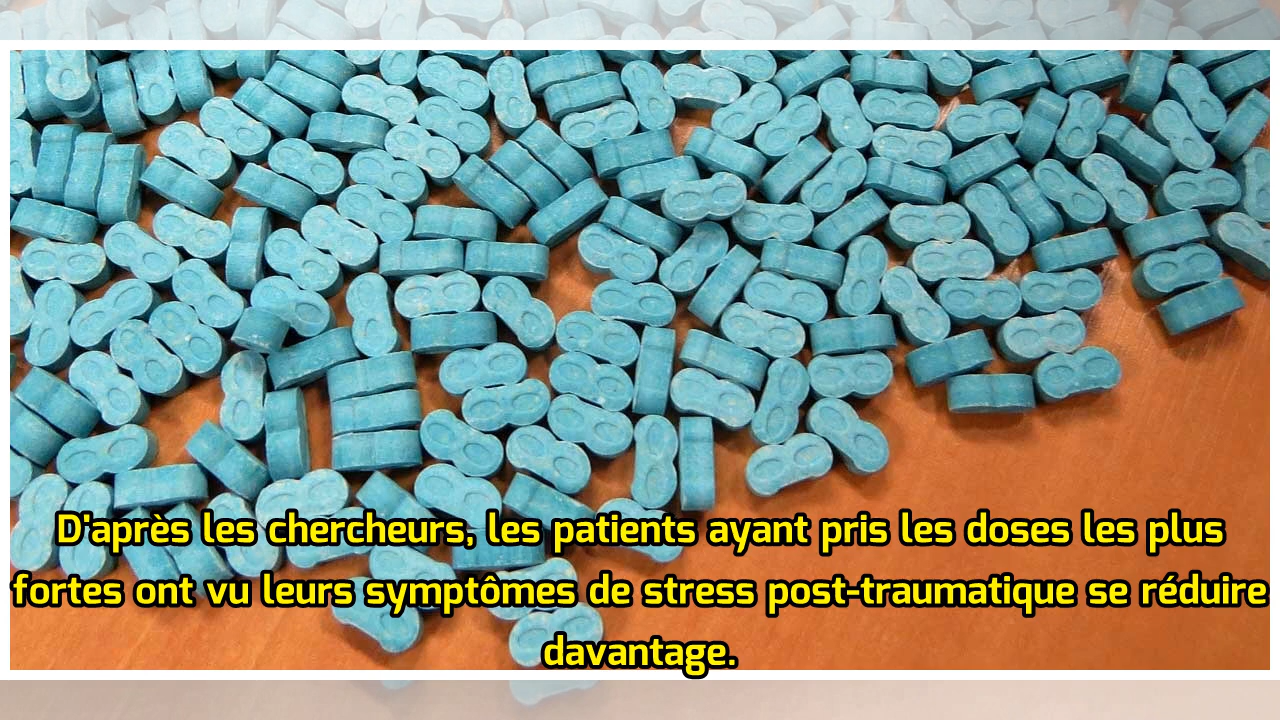 D'après les chercheurs, les patients ayant pris les doses les plus
fortes ont vu leurs symptômes de stress post-traumatique se réduire
davantage.